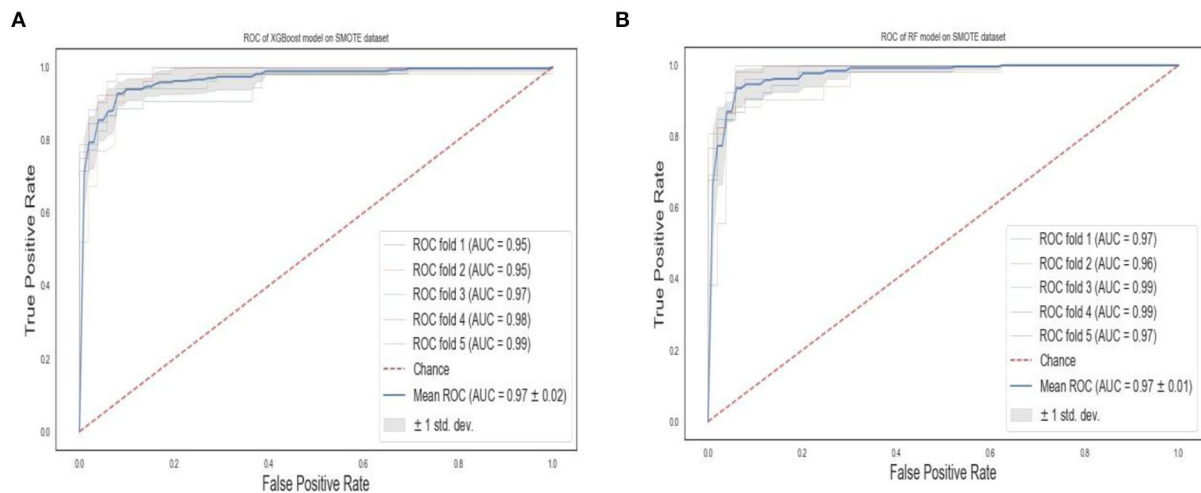 A
ROC of XGBoost model on SMOTE dataset
True Positive Rate
1.0
0.8
0.6
0.4
0.2
0.0
ROC fold 1 (AUC = 0.95)
ROC fold 2 (AUC = 0.95)
ROC fold 3 (AUC = 0.97)
ROC fold 4 (AUC = 0.98)
ROC fold 5 (AUC = 0.99)
Chance
Mean ROC (AUC = 0.97 ± 0.02)
± 1 std. dev.
0.0 0.2 0.4 0.6 0.8 1.0
False Positive Rate
B
ROC of RF model on SMOTE dataset
True Positive Rate
1.0
0.8
0.6
0.4
0.2
0.0
ROC fold 1 (AUC = 0.97)
ROC fold 2 (AUC = 0.96)
ROC fold 3 (AUC = 0.99)
ROC fold 4 (AUC = 0.99)
ROC fold 5 (AUC = 0.97)
Chance
Mean ROC (AUC = 0.97 ± 0.01)
± 1 std. dev.
0.0 0.2 0.4 0.6 0.8 1.0
False Positive Rate